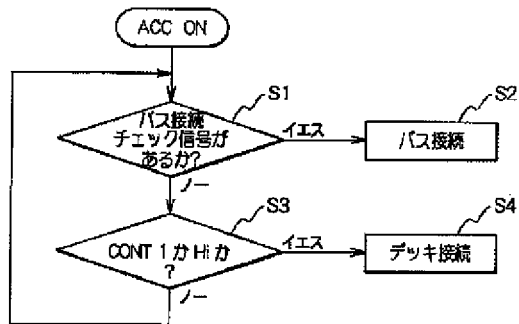 ACC ON
S1
バス接続
チェック信号が
あるか?
イエス
S2
バス接続
ノー
S3
CONT 1 か Hi か
?
イエス
S4
デッキ接続
ノー